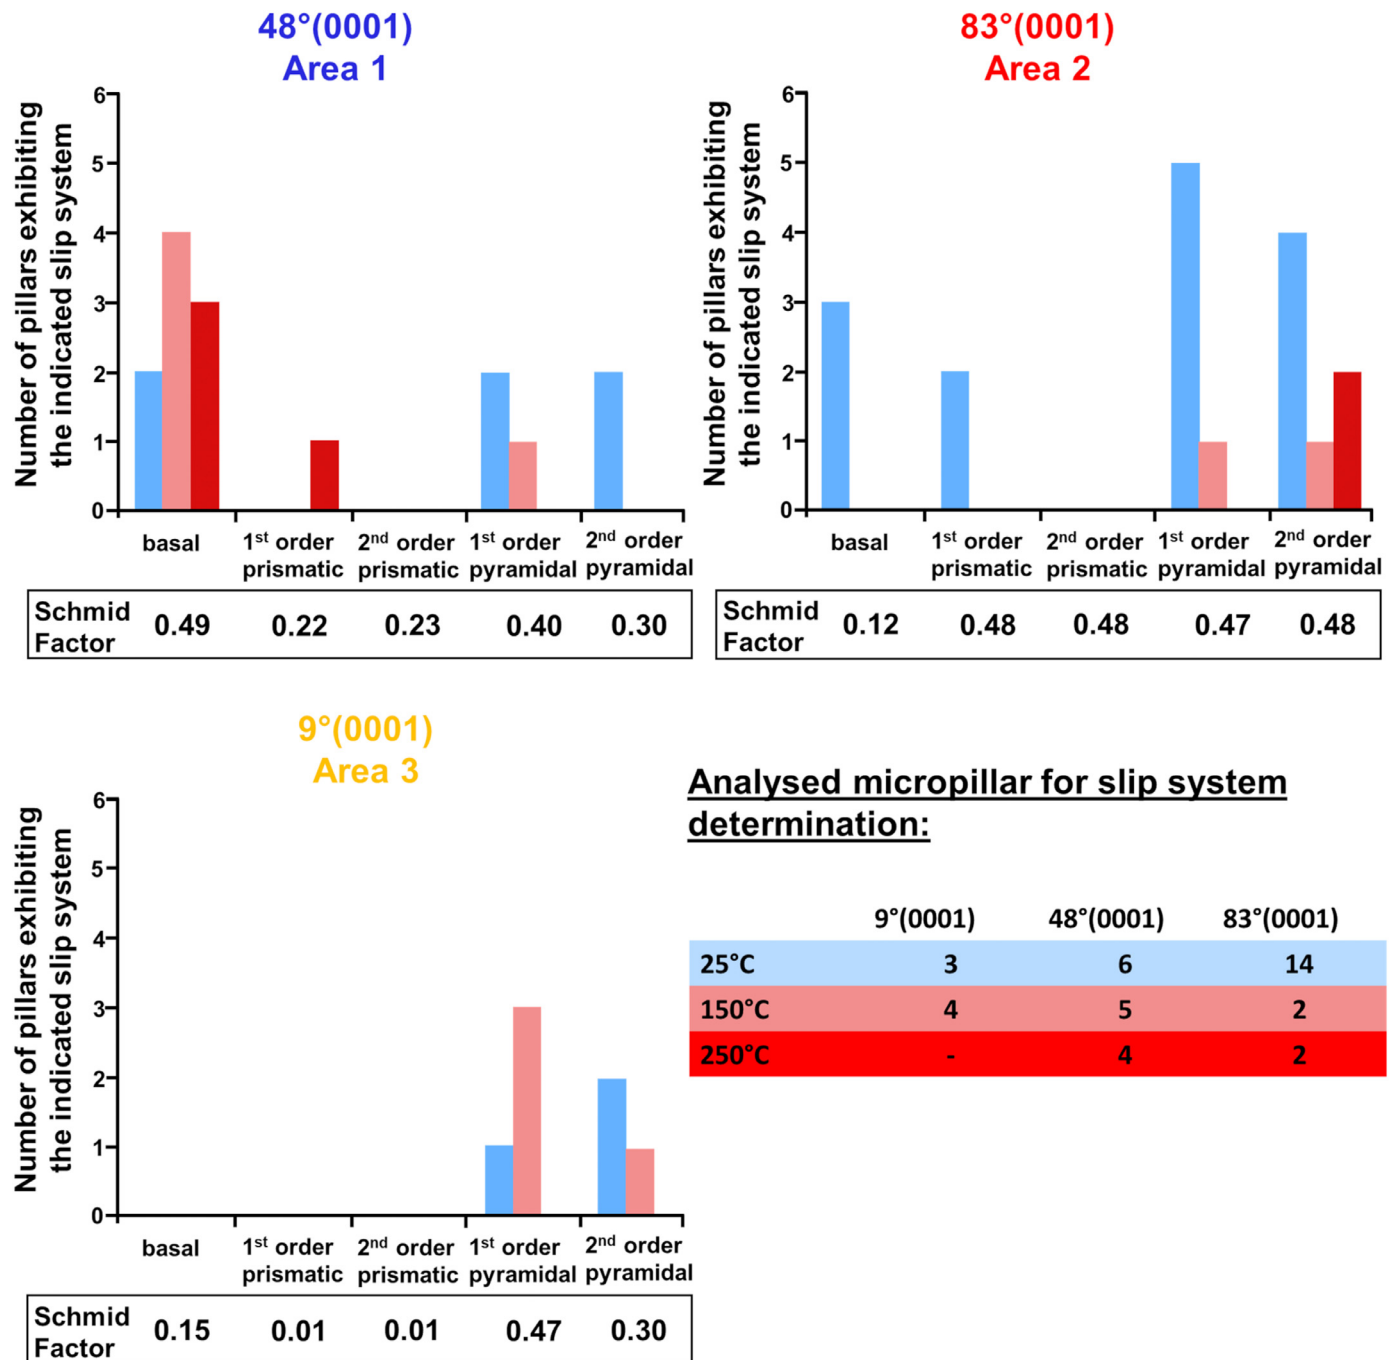 48°(0001)
Area 1
Number of pillars exhibiting
the indicated slip system
6
5
4
3
2
1
0
basal
1st order
prismatic
2nd order
prismatic
1st order
pyramidal
2nd order
pyramidal
Schmid
Factor
0.49 0.22 0.23 0.40 0.30
83°(0001)
Area 2
Number of pillars exhibiting
the indicated slip system
6
5
4
3
2
1
0
basal
1st order
prismatic
2nd order
prismatic
1st order
pyramidal
2nd order
pyramidal
Schmid
Factor
0.12 0.48 0.48 0.47 0.48
9°(0001)
Area 3
Number of pillars exhibiting
the indicated slip system
6
5
4
3
2
1
0
basal
1st order
prismatic
2nd order
prismatic
1st order
pyramidal
2nd order
pyramidal
Schmid
Factor
0.15 0.01 0.01 0.47 0.30
Analysed micropillar for slip system
determination:
9°(0001) 48°(0001) 83°(0001)
25°C 3 6 14
150°C 4 5 2
250°C - 4 2